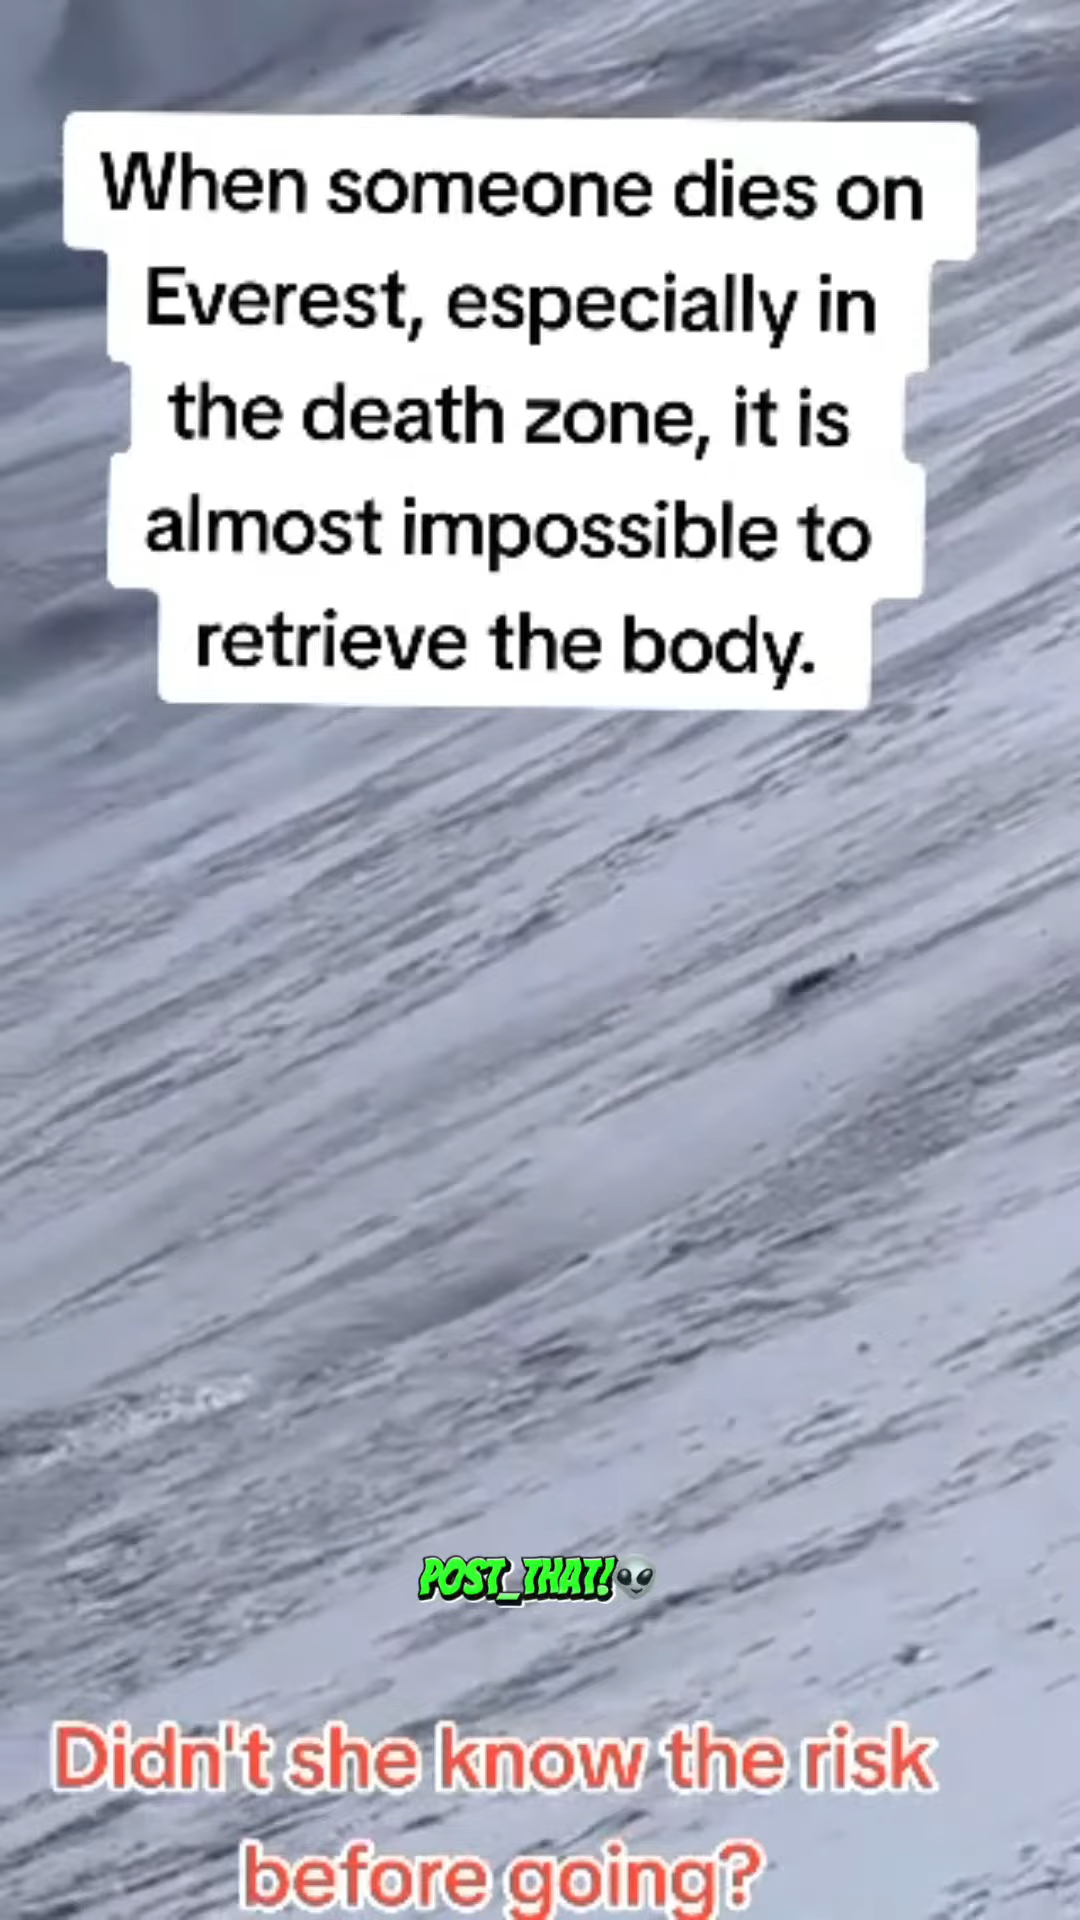 When someone dies on
Everest, especially in
the death zone, it is
almost impossible to
retrieve the body.
POST_THAT!👽
Didn't she know the risk
before going?